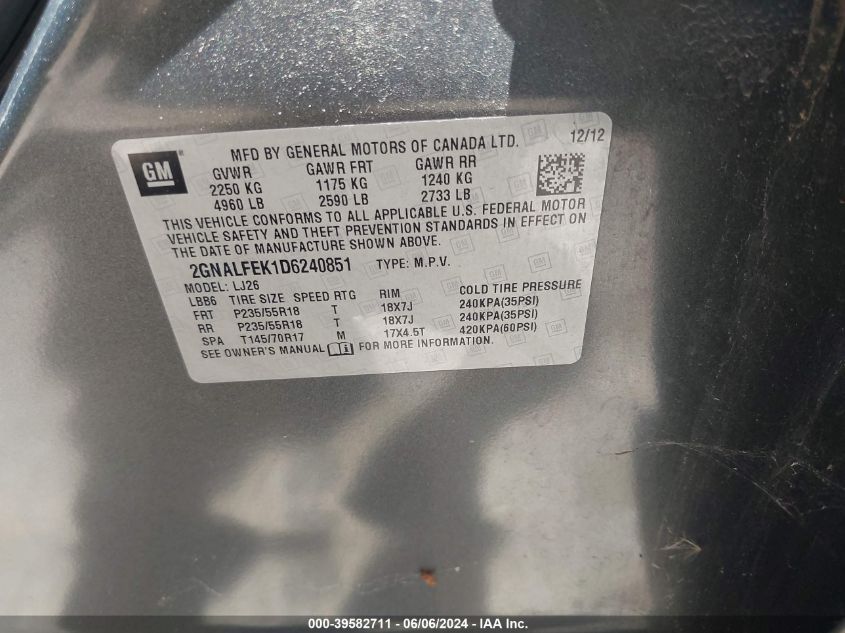 GM
MFD BY GENERAL MOTORS OF CANADA LTD. 12/12
GVWR GAWR FRT GAWR RR
2250 KG 1175 KG 1240 KG
4960 LB 2590 LB 2733 LB
THIS VEHICLE CONFORMS TO ALL APPLICABLE U.S. FEDERAL MOTOR
VEHICLE SAFETY AND THEFT PREVENTION STANDARDS IN EFFECT ON
THE DATE OF MANUFACTURE SHOWN ABOVE.
2GNALFEK1D6240851 TYPE: M.P.V.
MODEL: LJ26
LBB6 TIRE SIZE SPEED RTG RIM COLD TIRE PRESSURE
FRT P235/55R18 T 18X7J 240KPA(35PSI)
RR P235/55R18 T 18X7J 240KPA(35PSI)
SPA T145/70R17 M 17X4.5T 420KPA(60PSI)
SEE OWNER'S MANUAL FOR MORE INFORMATION.
000-39582711 - 06/06/2024 - IAA Inc.